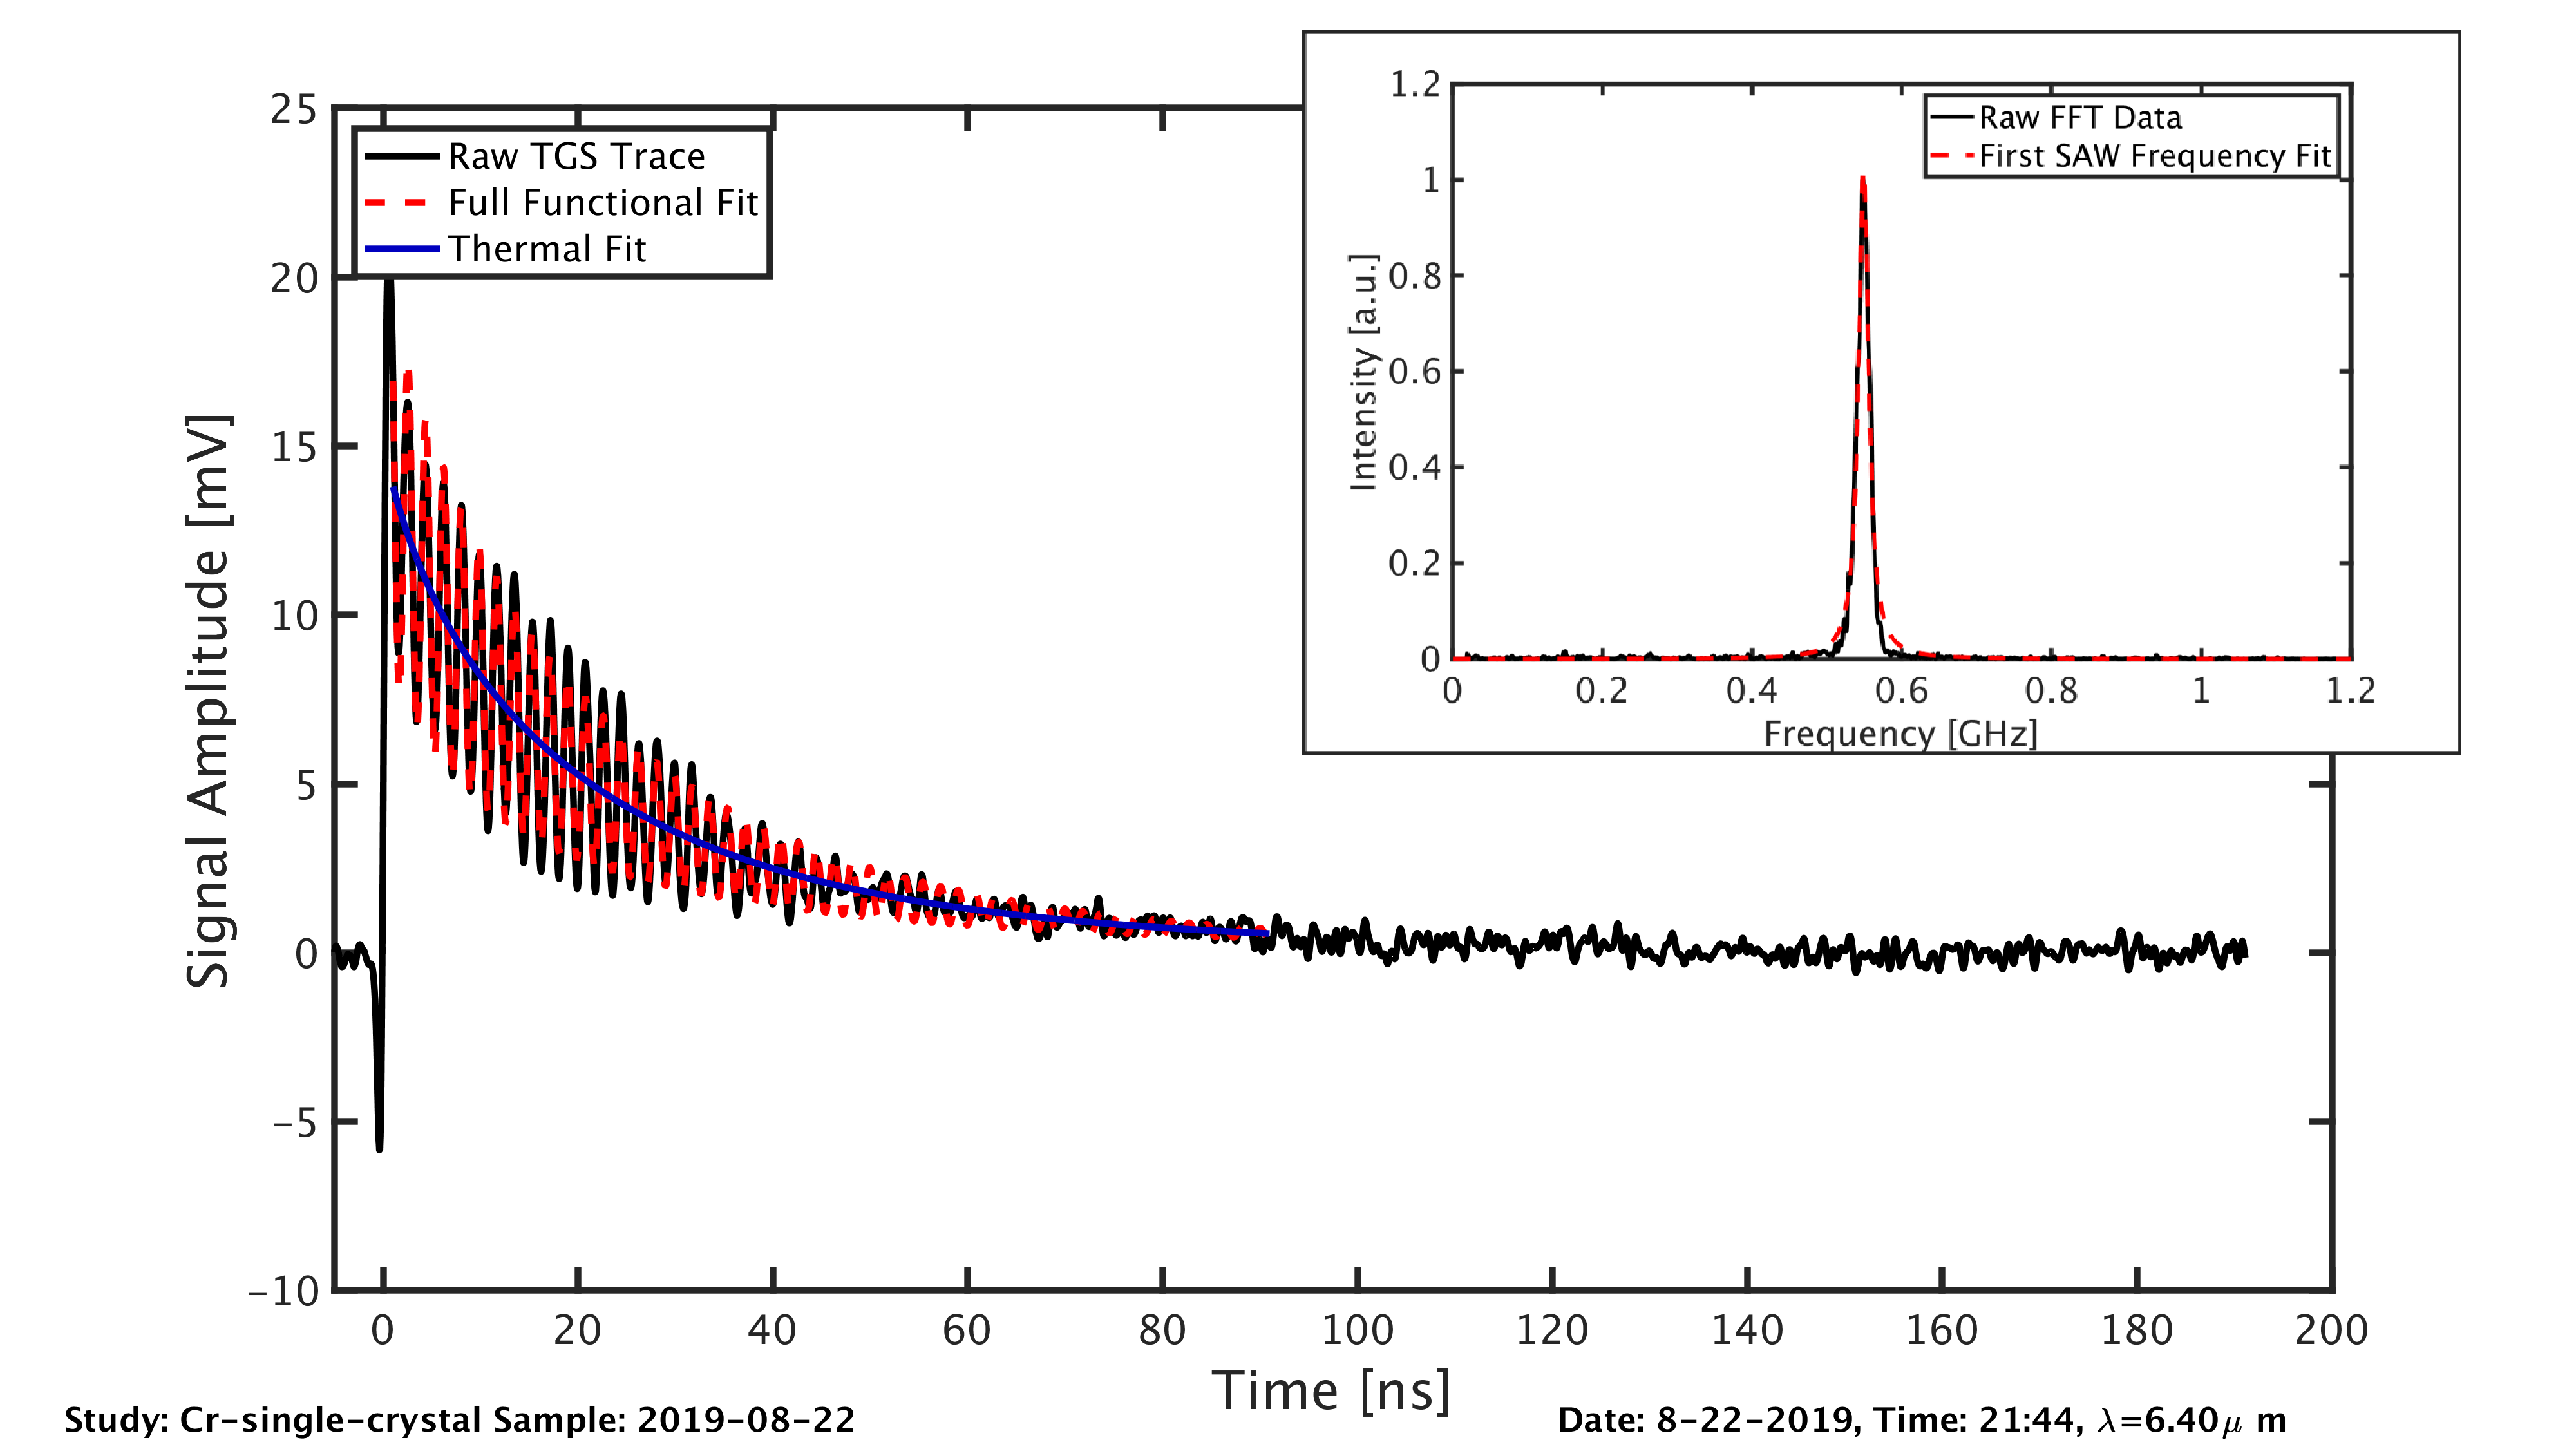 25
20
15
10
5
0
-5
-10
Signal Amplitude [mV]
Raw TGS Trace
Full Functional Fit
Thermal Fit
0 20 40 60 80 100 120 140 160 180 200
Time [ns]
1.2
1
0.8
0.6
0.4
0.2
0
Intensity [a.u.]
Raw FFT Data
First SAW Frequency Fit
0 0.2 0.4 0.6 0.8 1 1.2
Frequency [GHz]
Study: Cr-single-crystal Sample: 2019-08-22
Date: 8-22-2019, Time: 21:44, λ=6.40μ m